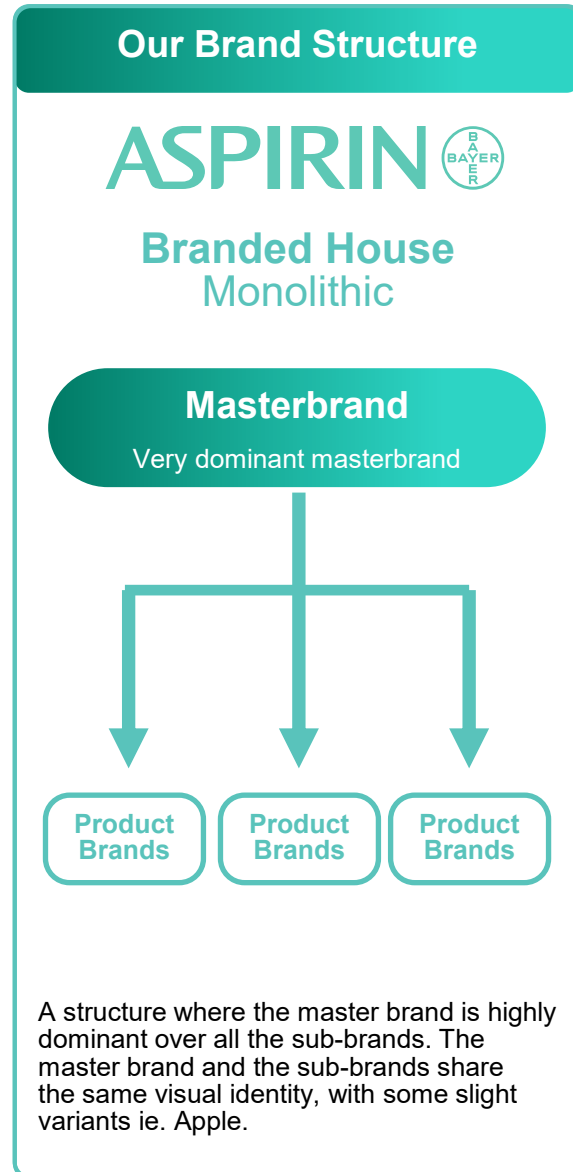 Our Brand Structure
ASPIRIN
BAYER
BAYER
Branded House
Monolithic
Masterbrand
Very dominant masterbrand
Product
Brands
Product
Brands
Product
Brands
A structure where the master brand is highly
dominant over all the sub-brands. The
master brand and the sub-brands share
the same visual identity, with some slight
variants ie. Apple.